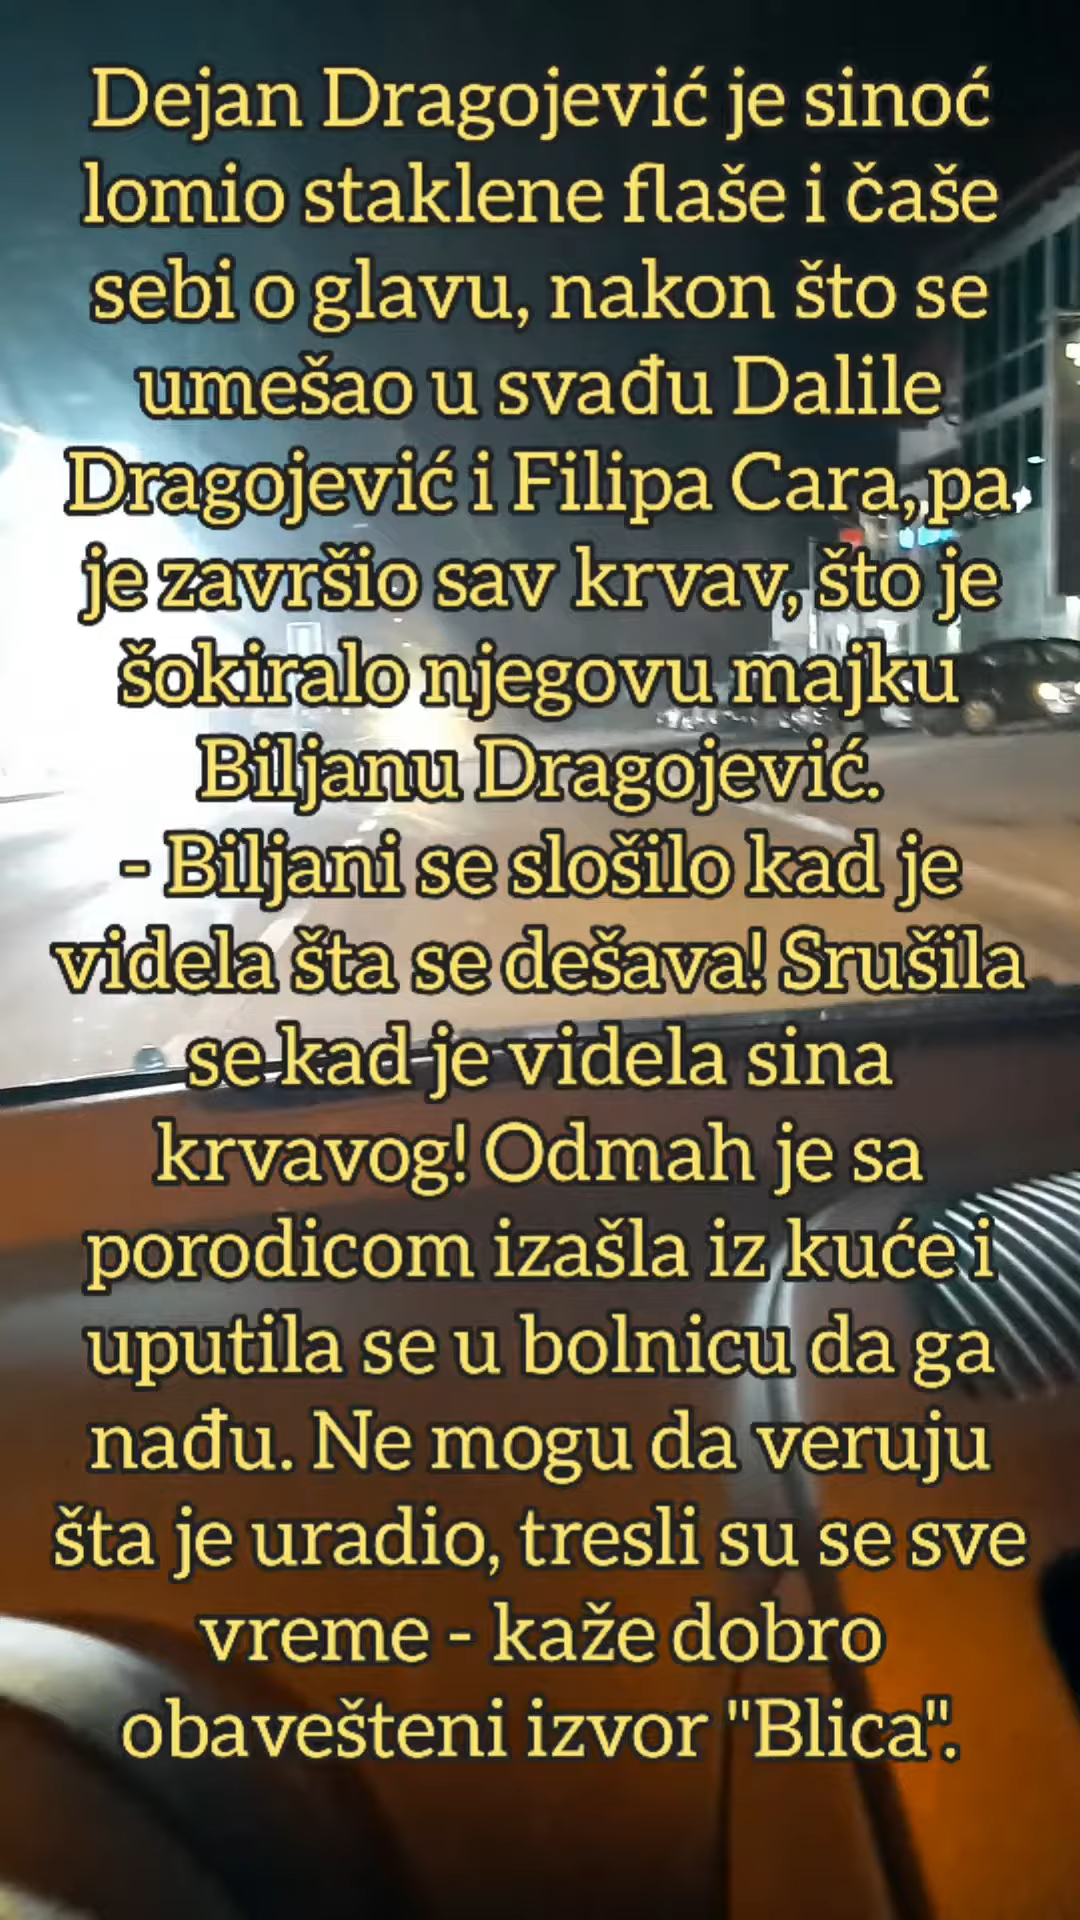 Dejan Dragojević je sinoć
lomio staklene flaše i čaše
sebi o glavu, nakon što se
umešao u svađu Dalile
Dragojević i Filipa Cara, pa
je završio sav krvav, što je
šokiralo njegovu majku
Biljanu Dragojević.
- Biljani se slošilo kad je
videla šta se dešava! Srušila
se kad je videla sina
krvavog! Odmah je sa
porodicom izašla iz kuće i
uputila se u bolnicu da ga
nađu. Ne mogu da veruju
šta je uradio, tresli su se sve
vreme - kaže dobro
obavešteni izvor "Blica".